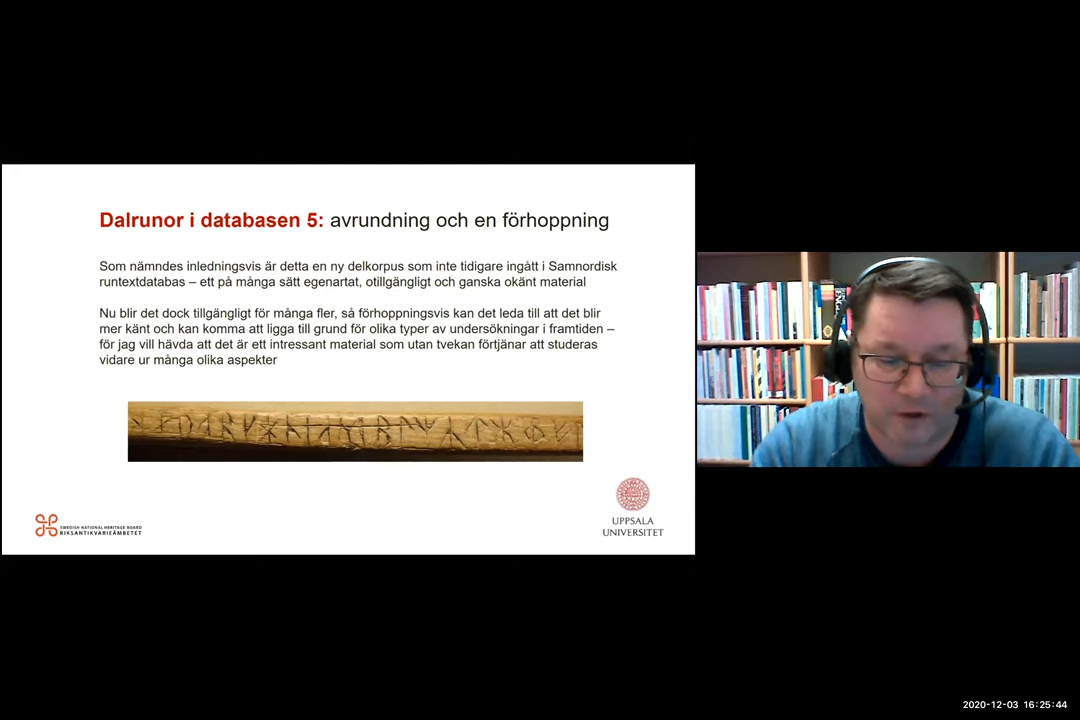 Dalrunor i databasen 5: avrundning och en förhoppning
Som nämndes inledningsvis är detta en ny delkorpus som inte tidigare ingått i Samnordisk
runtextdatabas – ett på många sätt egenartat, otillgängligt och ganska okänt material
Nu blir det dock tillgängligt för många fler, så förhoppningsvis kan det leda till att det blir
mer känt och kan komma att ligga till grund för olika typer av undersökningar i framtiden –
för jag vill hävda att det är ett intressant material som utan tvekan förtjänar att studeras
vidare ur många olika aspekter
SWEDISH NATIONAL HERITAGE BOARD
RIKSANTIKVARIEÄMBETET
UPPSALA
UNIVERSITET
2020-12-03 16:25:44